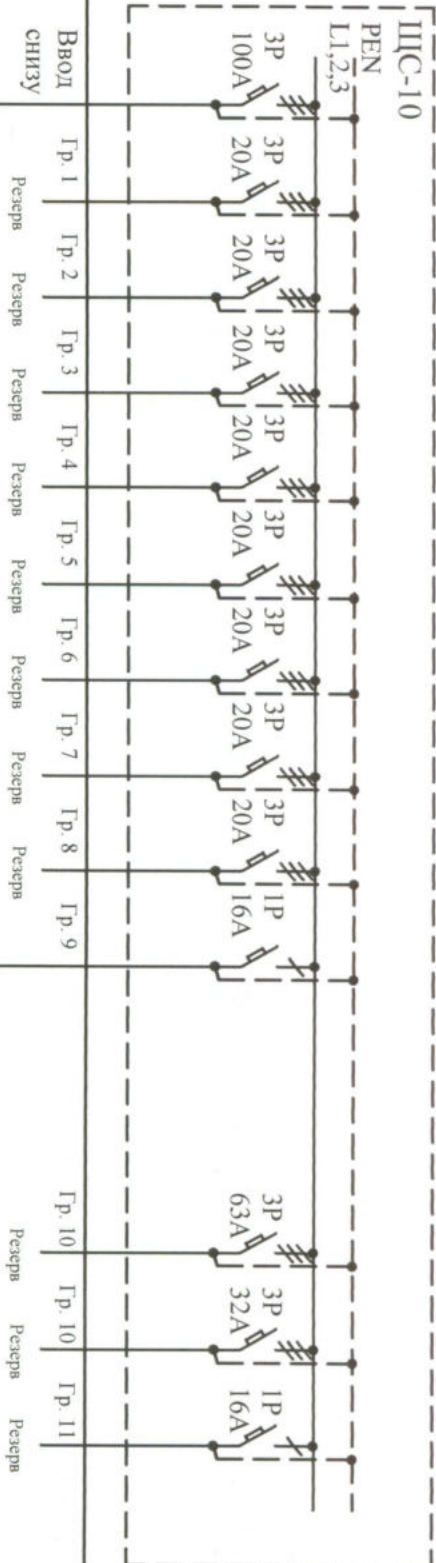 ЩС-10
PEN
L1,2,3
3P
100A
3P
20A
3P
20A
3P
20A
3P
20A
3P
20A
3P
20A
3P
20A
3P
20A
1P
16A
3P
63A
3P
32A
1P
16A
Ввод
снизу
Гр. 1
Гр. 2
Гр. 3
Гр. 4
Гр. 5
Гр. 6
Гр. 7
Гр. 8
Гр. 9
Гр. 10
Гр. 10
Гр. 11
Резерв
Резерв
Резерв
Резерв
Резерв
Резерв
Резерв
Резерв
Резерв
Резерв
Резерв